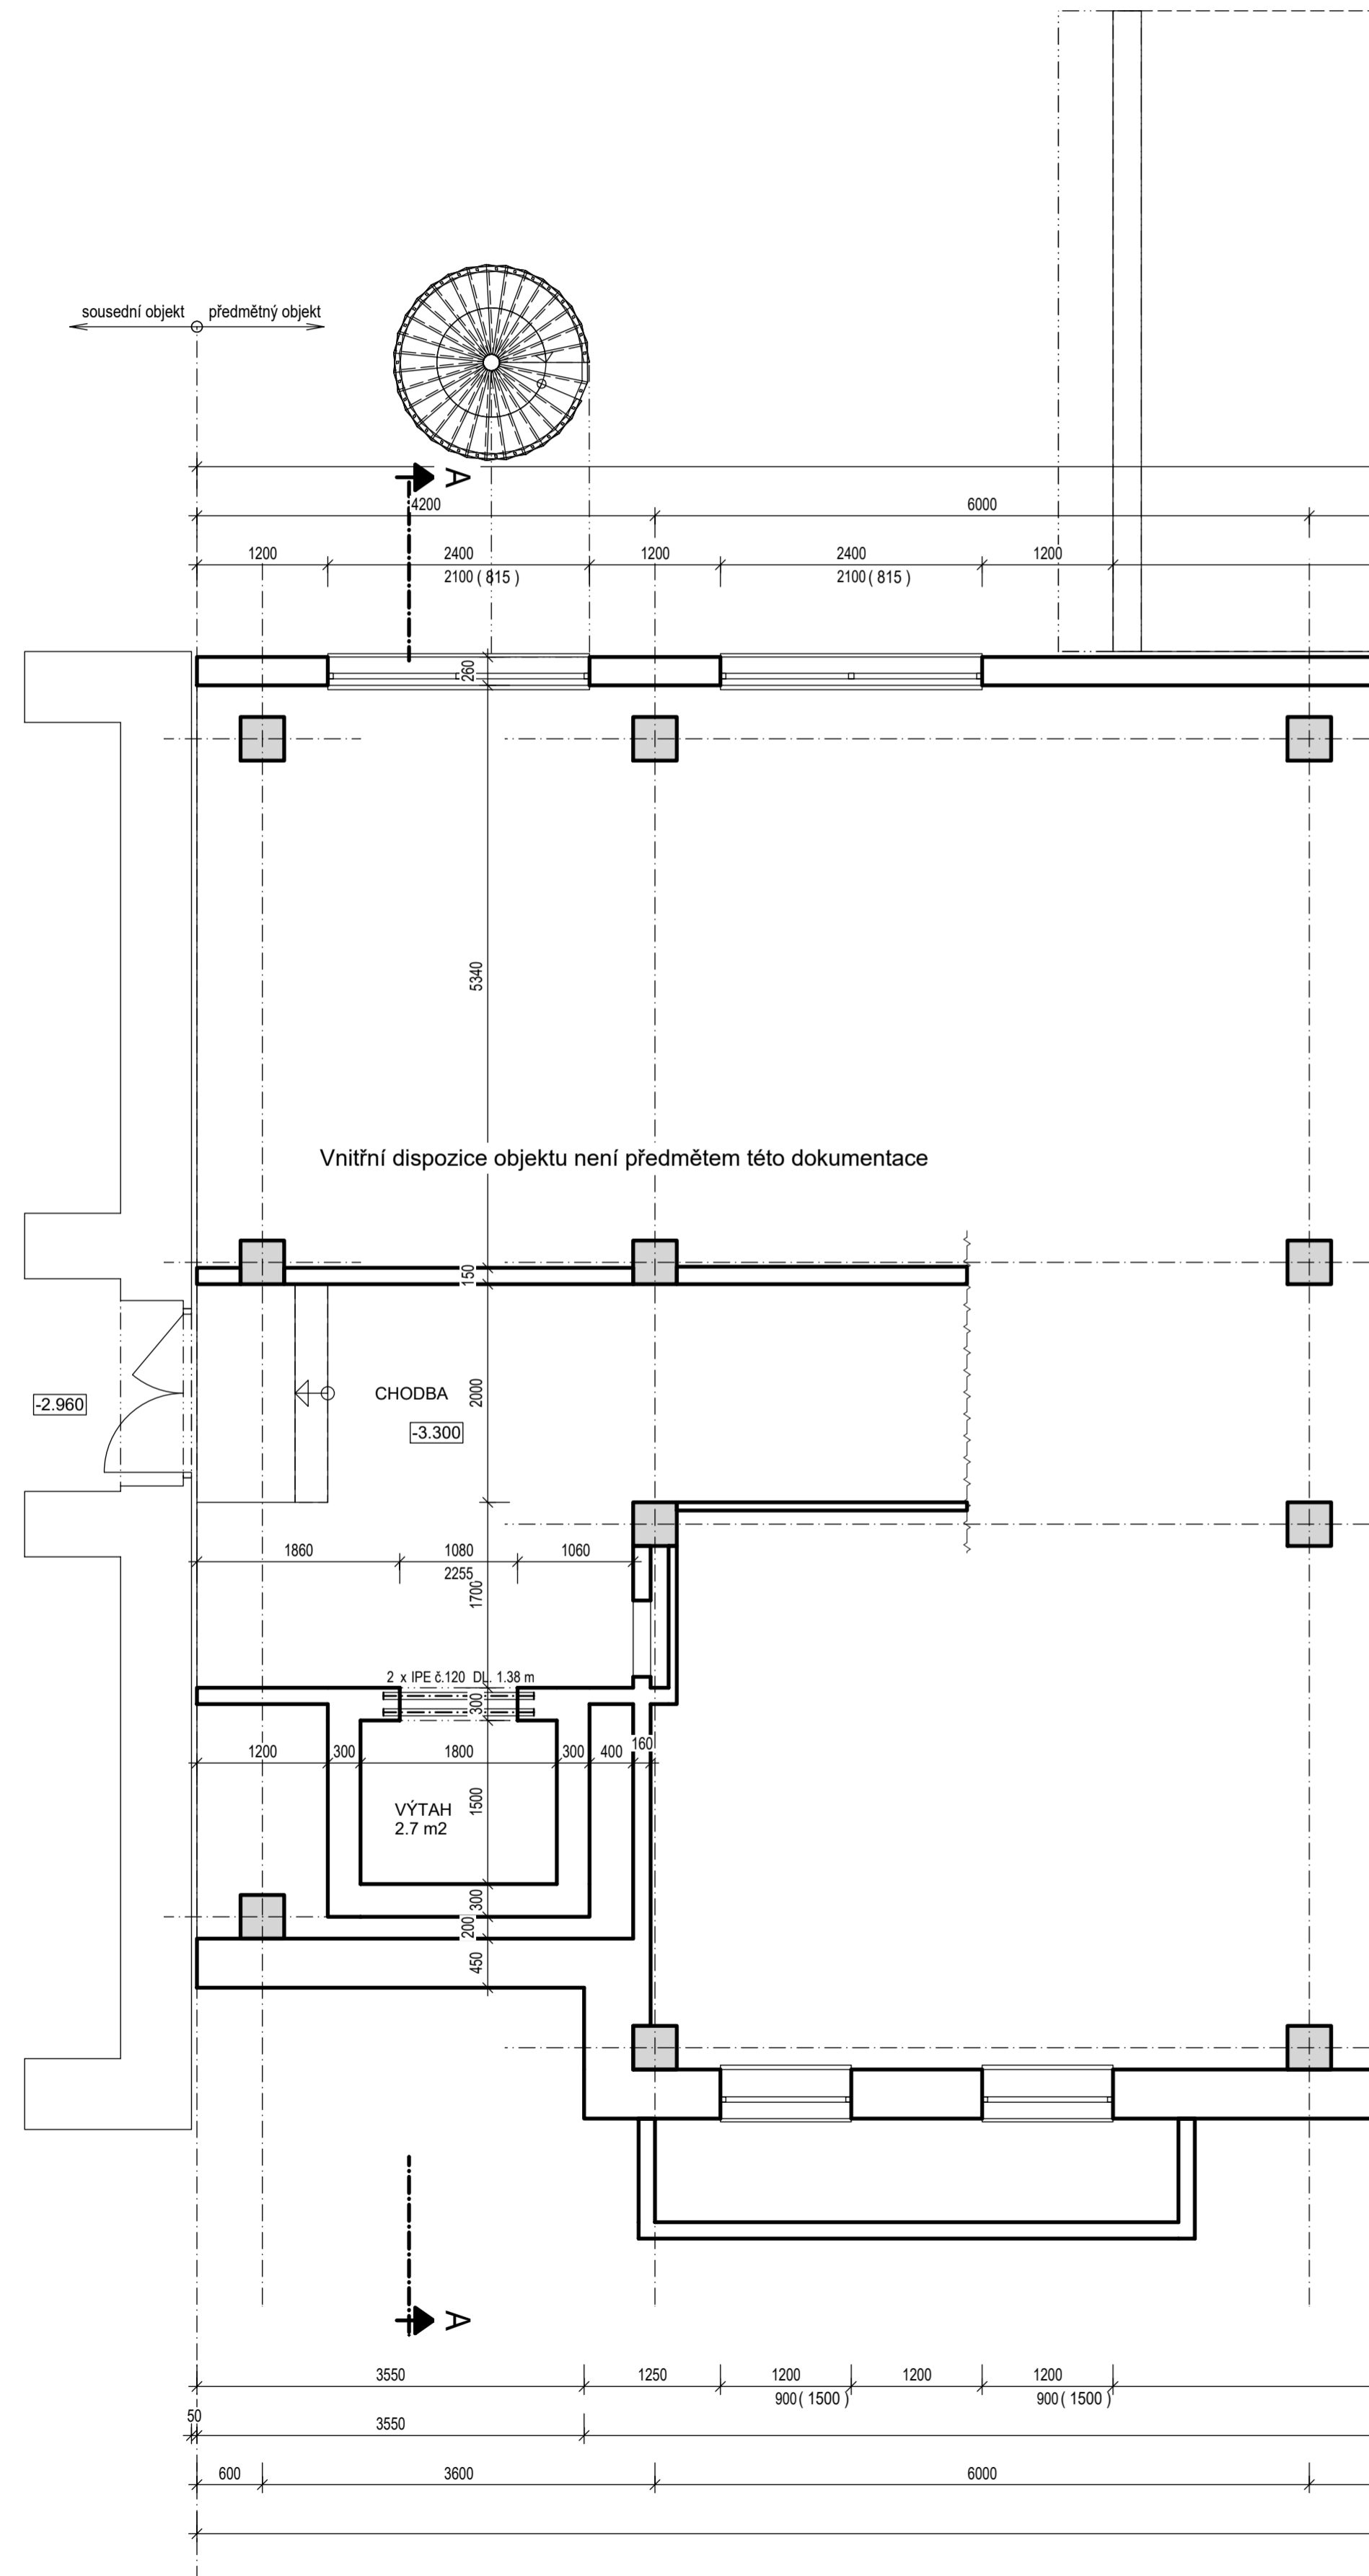 sousední objekt předmětný objekt
A
4200 6000
1200 2400 1200 2400 1200
2100 ( 815 ) 2100 ( 815 )
260
5340
Vnitřní dispozice objektu není předmětem této dokumentace
150
CHODBA
2000
-2.960
-3.300
1860 1080 1060
2255
1700
2 x IPE č.120 DL. 1.38 m
300
160
1200 300 1800 300 400
1500
VÝTAH
2.7 m2
300
200
450
A
3550 1250 1200 1200 1200
900 ( 1500 ) 900 ( 1500 )
50
3550
600 3600 6000